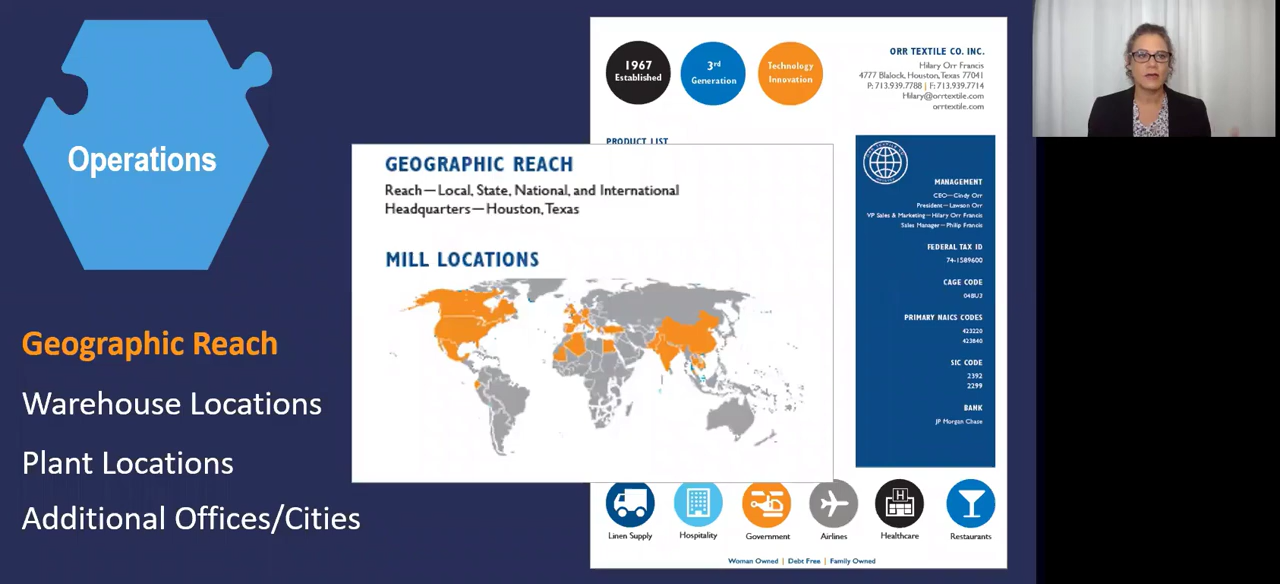 Operations
Geographic Reach
Warehouse Locations
Plant Locations
Additional Offices/Cities
1967
Established
3rd
Generation
Technology
Innovation
ORR TEXTILE CO. INC.
Hilary Orr Francis
4777 Blalock, Houston, Texas 77041
P: 713.939.7788 | F: 713.939.7714
Hilary@orrtextile.com
orrtextile.com
PRODUCT LIST
GEOGRAPHIC REACH
Reach—Local, State, National, and International
Headquarters—Houston, Texas
MILL LOCATIONS
MANAGEMENT
CEO—Cindy Orr
President—Lawson Orr
VP Sales & Marketing—Hilary Orr Francis
Sales Manager—Philip Francis
FEDERAL TAX ID
74-1589600
CAGE CODE
04BU3
PRIMARY NAICS CODES
423220
423840
SIC CODE
2392
2299
BANK
JP Morgan Chase
H
Linen Supply
Hospitality
Government
Airlines
Healthcare
Restaurants
Woman Owned | Debt Free | Family Owned